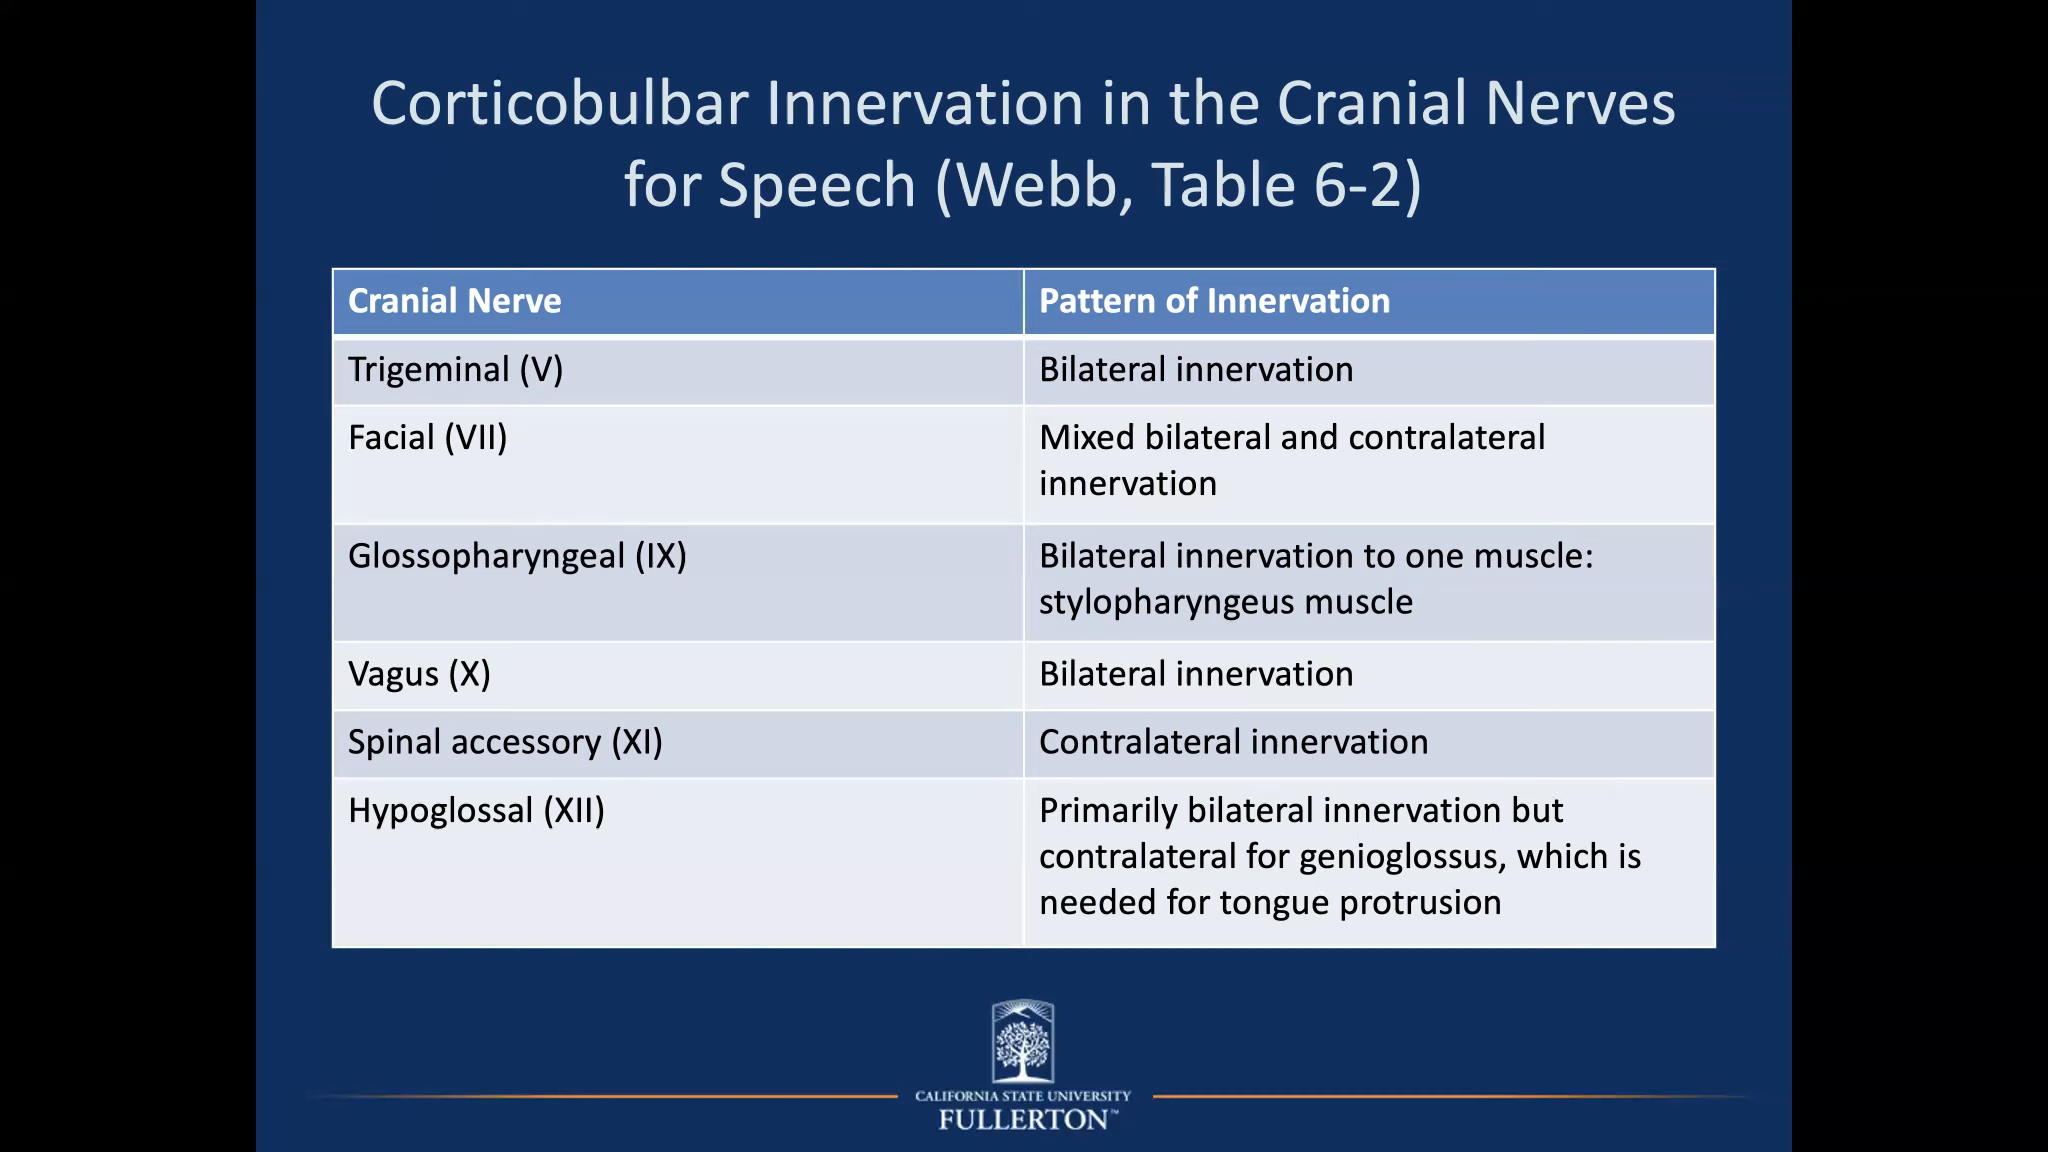 Corticobulbar Innervation in the Cranial Nerves
for Speech (Webb, Table 6-2)
Cranial Nerve
Pattern of Innervation
Trigeminal (V)
Bilateral innervation
Facial (VII)
Mixed bilateral and contralateral
innervation
Glossopharyngeal (IX)
Bilateral innervation to one muscle:
stylopharyngeus muscle
Vagus (X)
Bilateral innervation
Spinal accessory (XI)
Contralateral innervation
Hypoglossal (XII)
Primarily bilateral innervation but
contralateral for genioglossus, which is
needed for tongue protrusion
CALIFORNIA STATE UNIVERSITY
FULLERTON™